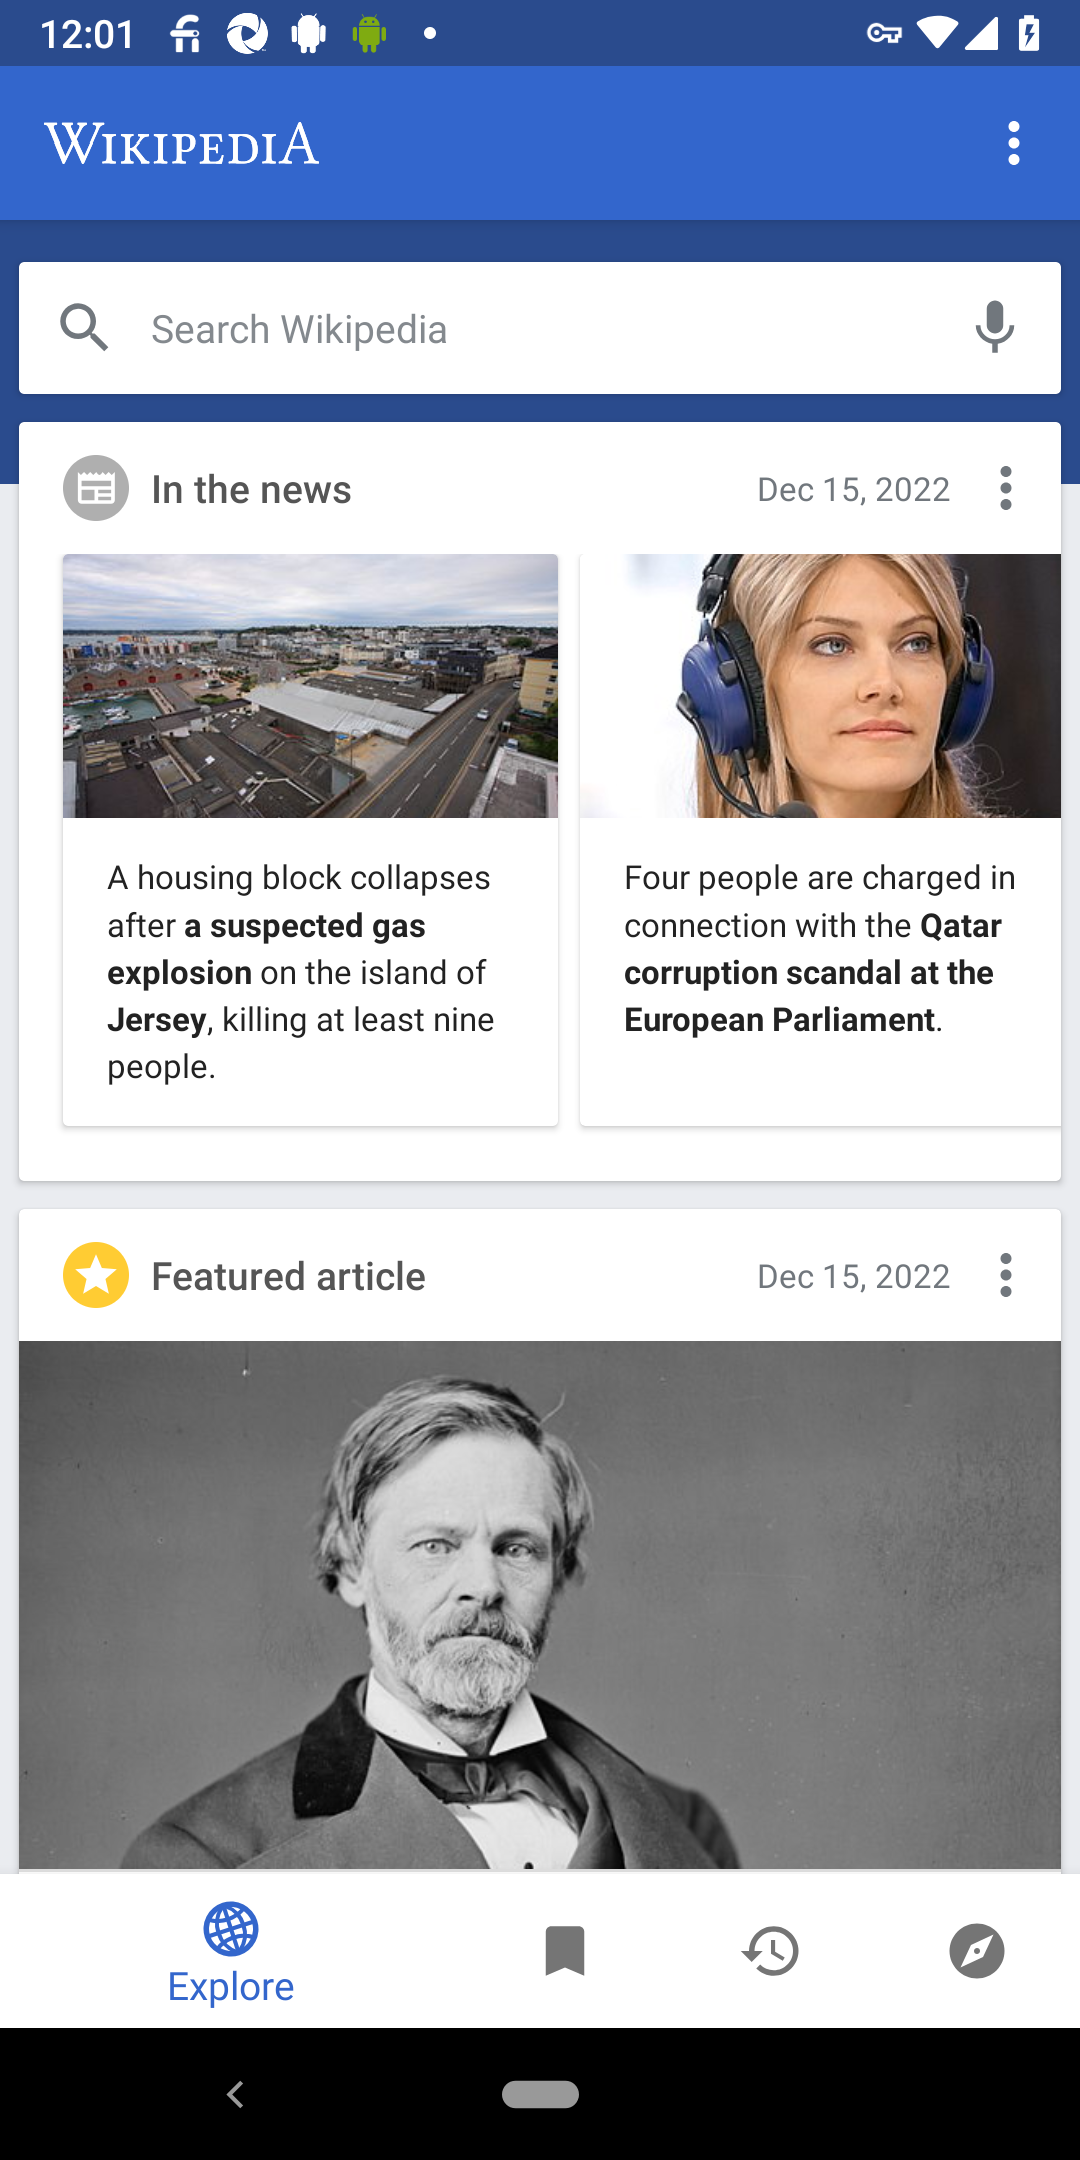 12:01
WIKIPEDIA
Search Wikipedia
In the news
Dec 15, 2022
A housing block collapses
after a suspected gas
explosion on the island of
Jersey, killing at least nine
people.
Four people are charged in
connection with the Qatar
corruption scandal at the
European Parliament.
Featured article
Dec 15, 2022
Explore